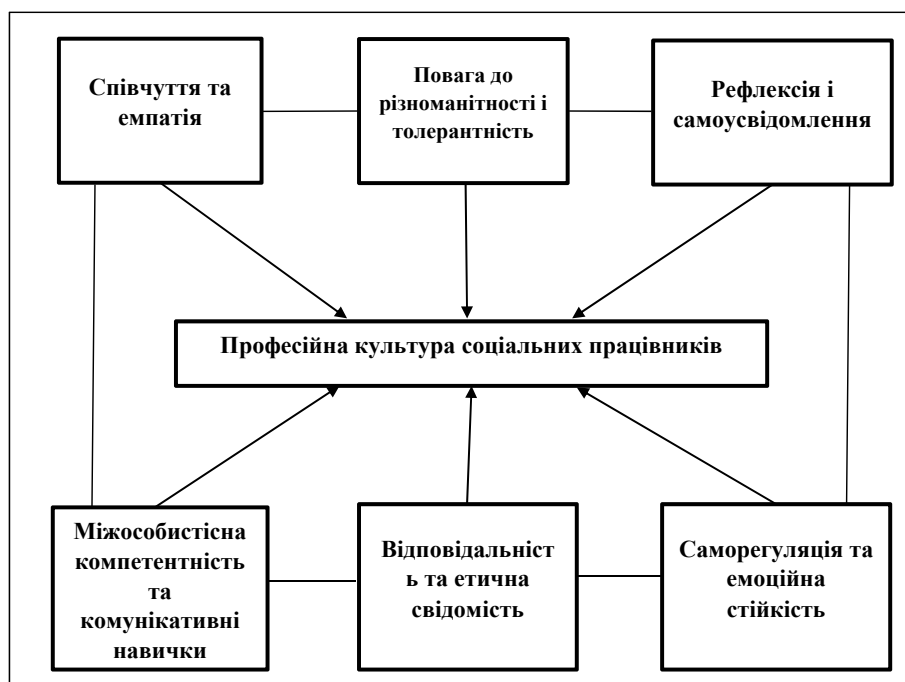 Співчуття та
емпатія
Повага до
різноманітності і
толерантність
Рефлексія і
самоусвідомлення
Професійна культура соціальних працівників
Міжособистісна
компетентність
та
комунікативні
навички
Відповідальніст
ь та етична
свідомість
Саморегуляція та
емоційна
стійкість